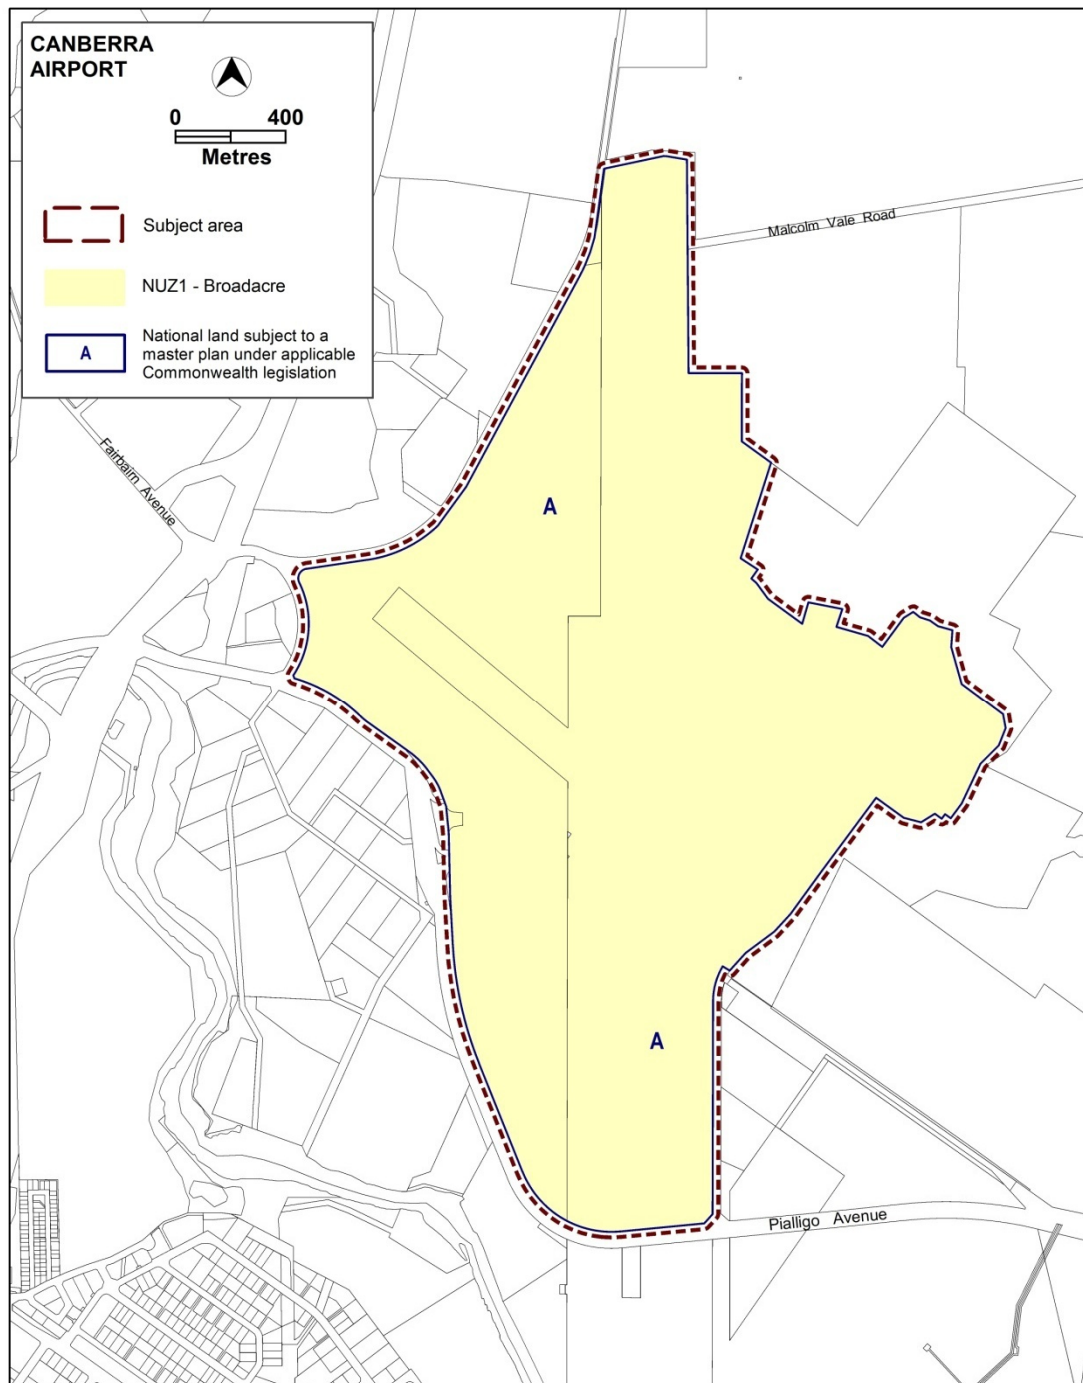 CANBERRA
AIRPORT
0 400
Metres
Subject area
NUZ1 - Broadacre
A
National land subject to a
master plan under applicable
Commonwealth legislation
Malcolm Vale Road
Fairbairn Avenue
A
A
Pialligo Avenue